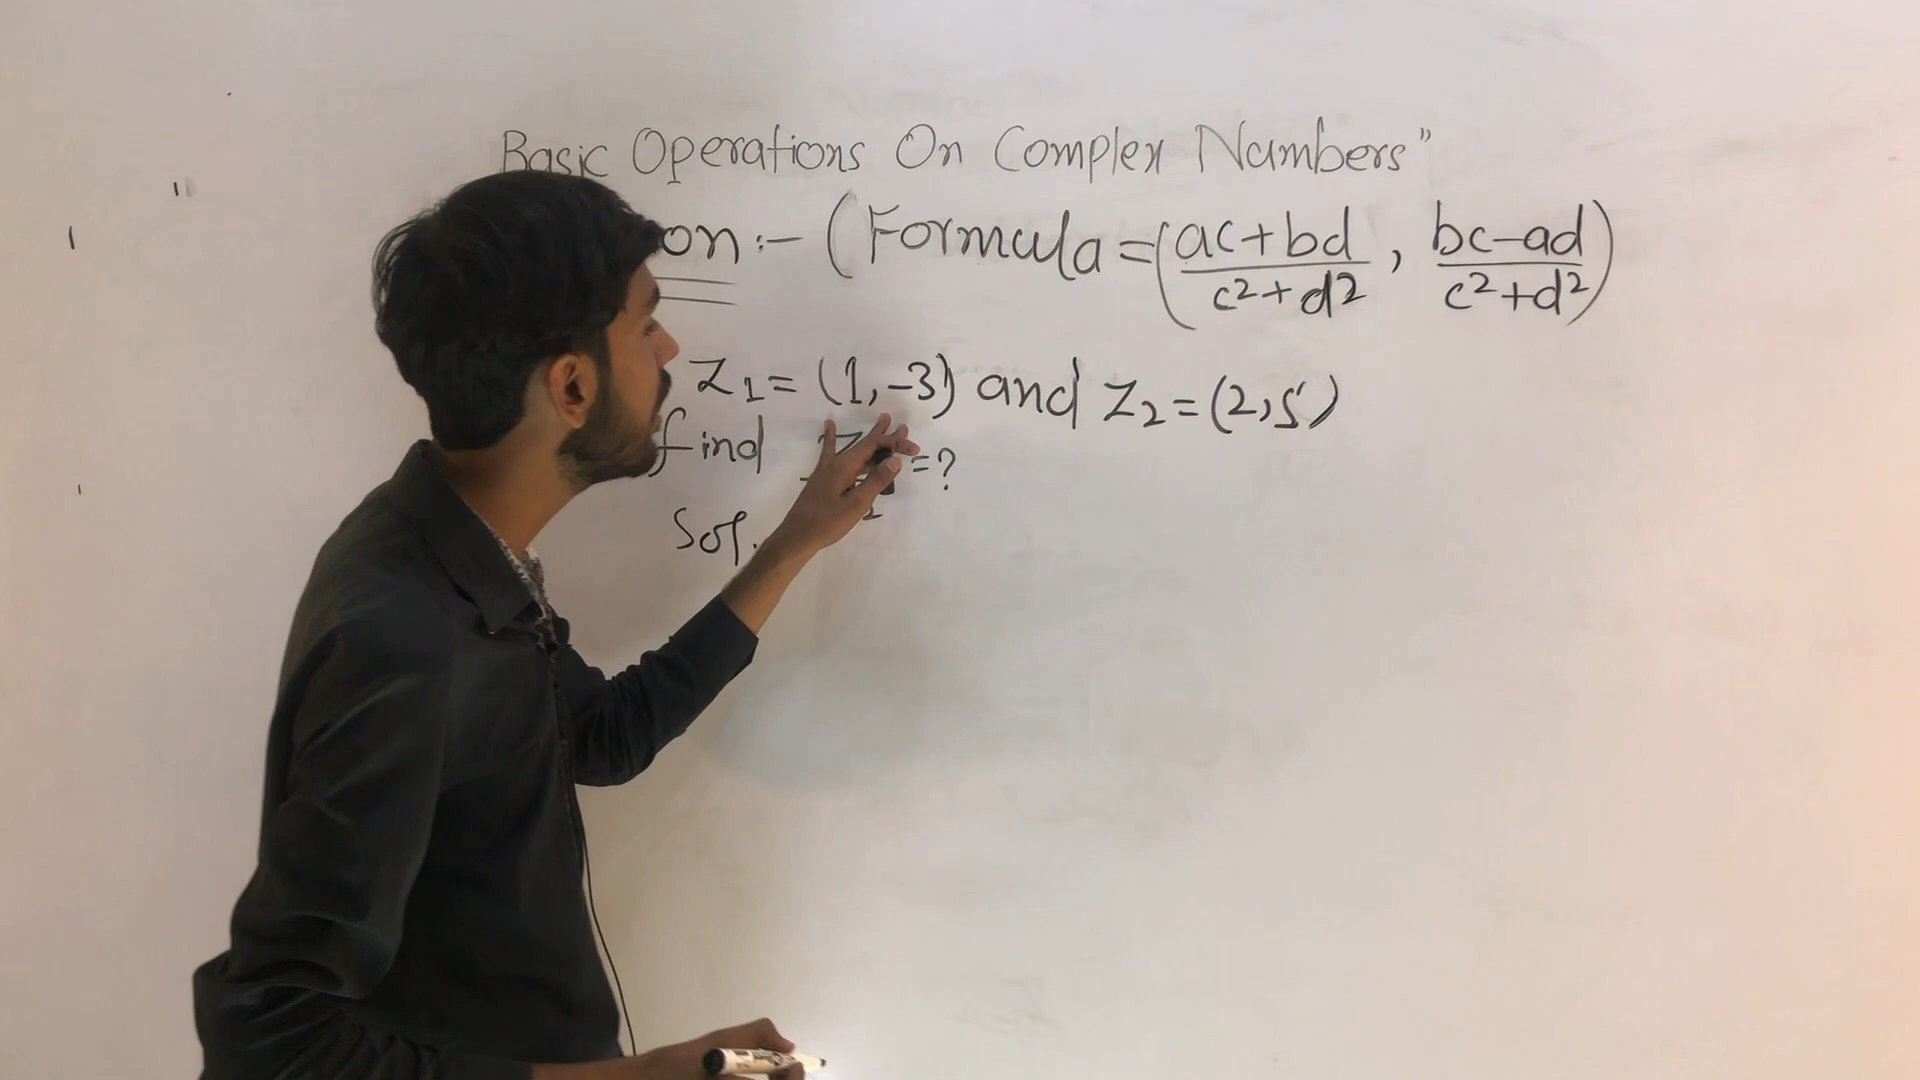 Basic Operations On Complex Numbers"
on:- (Formula = (ac+bd/c²+d², bc-ad/c²+d²)
Z₁ = (1,-3) and Z₂ = (2,5)
find =?
Sol.